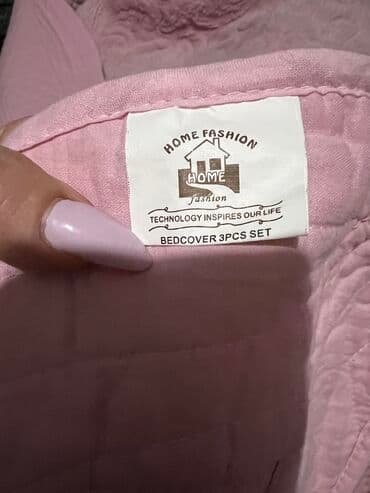 HOME FASHION
HOME
fashion
TECHNOLOGY INSPIRES OUR LIFE
BEDCOVER 3PCS SET